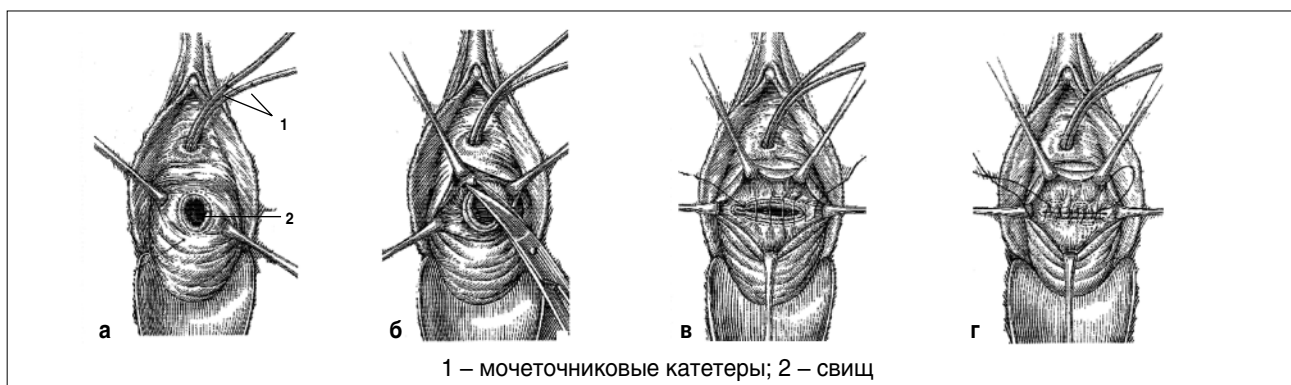 1
2
а
б
в
г
1 – мочеточниковые катетеры; 2 – свищ